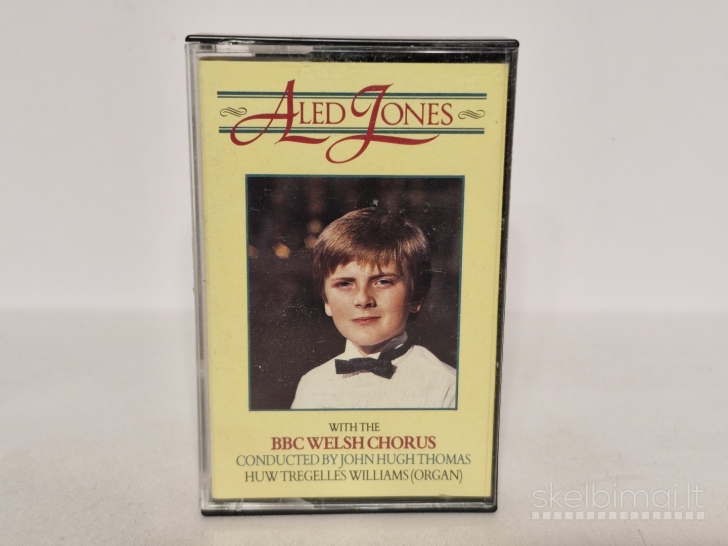 ALED JONES
WITH THE
BBC WELSH CHORUS
CONDUCTED BY JOHN HUGH THOMAS
HUW TREGELLES WILLIAMS (ORGAN)
skelbimai.lt